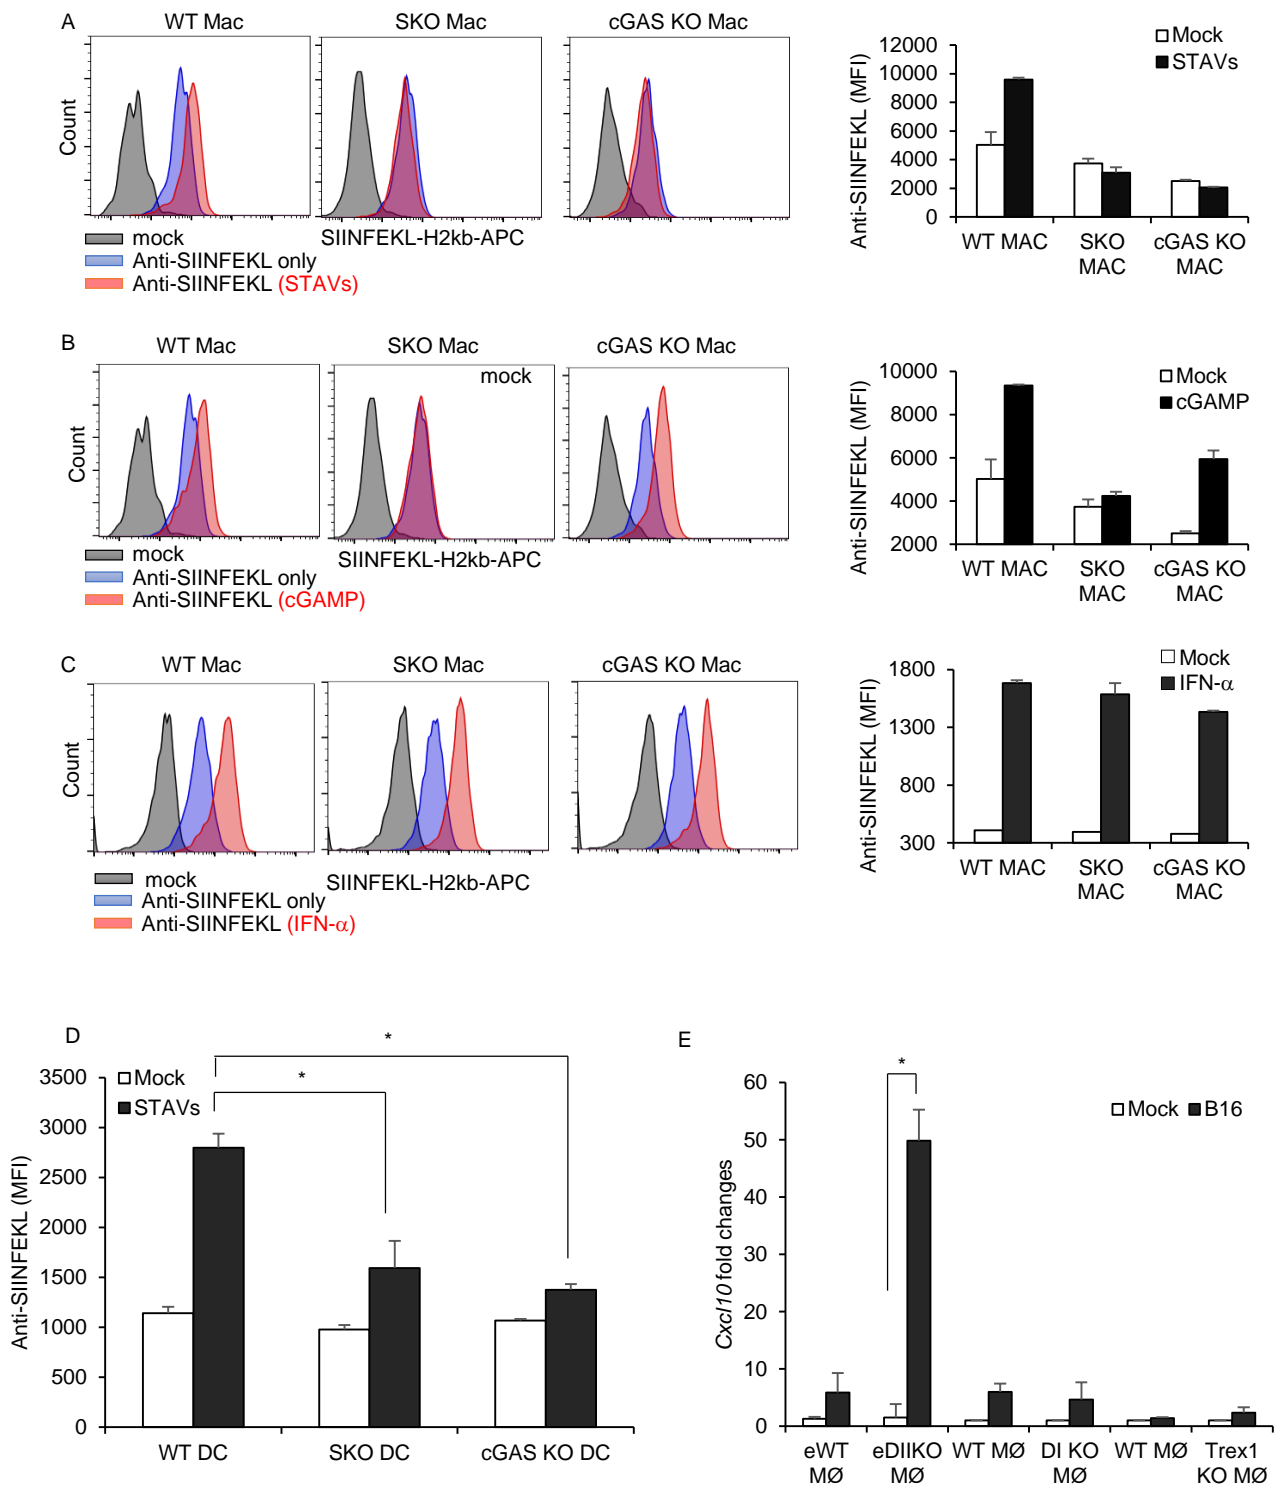 A
WT Mac
SKO Mac
cGAS KO Mac
Count
SIINFEKL-H2kb-APC
mock
Anti-SIINFEKL only
Anti-SIINFEKL (STAVs)
Mock
STAVs
Anti-SIINFEKL (MFI)
12000
10000
8000
6000
4000
2000
0
WT MAC
SKO MAC
cGAS KO MAC
B
WT Mac
SKO Mac
cGAS KO Mac
mock
Count
SIINFEKL-H2kb-APC
mock
Anti-SIINFEKL only
Anti-SIINFEKL (cGAMP)
Mock
cGAMP
Anti-SIINFEKL (MFI)
10000
8000
6000
4000
2000
WT MAC
SKO MAC
cGAS KO MAC
C
WT Mac
SKO Mac
cGAS KO Mac
Count
SIINFEKL-H2kb-APC
mock
Anti-SIINFEKL only
Anti-SIINFEKL (IFN-α)
Mock
IFN-α
Anti-SIINFEKL (MFI)
1800
1300
800
300
WT MAC
SKO MAC
cGAS KO MAC
D
*
*
Mock
STAVs
Anti-SIINFEKL (MFI)
3500
3000
2500
2000
1500
1000
500
0
WT DC
SKO DC
cGAS KO DC
E
*
Mock B16
Cxcl10 fold changes
60
50
40
30
20
10
0
eWT MØ
eDIIKO MØ
WT MØ
DI KO MØ
WT MØ
Trex1 KO MØ